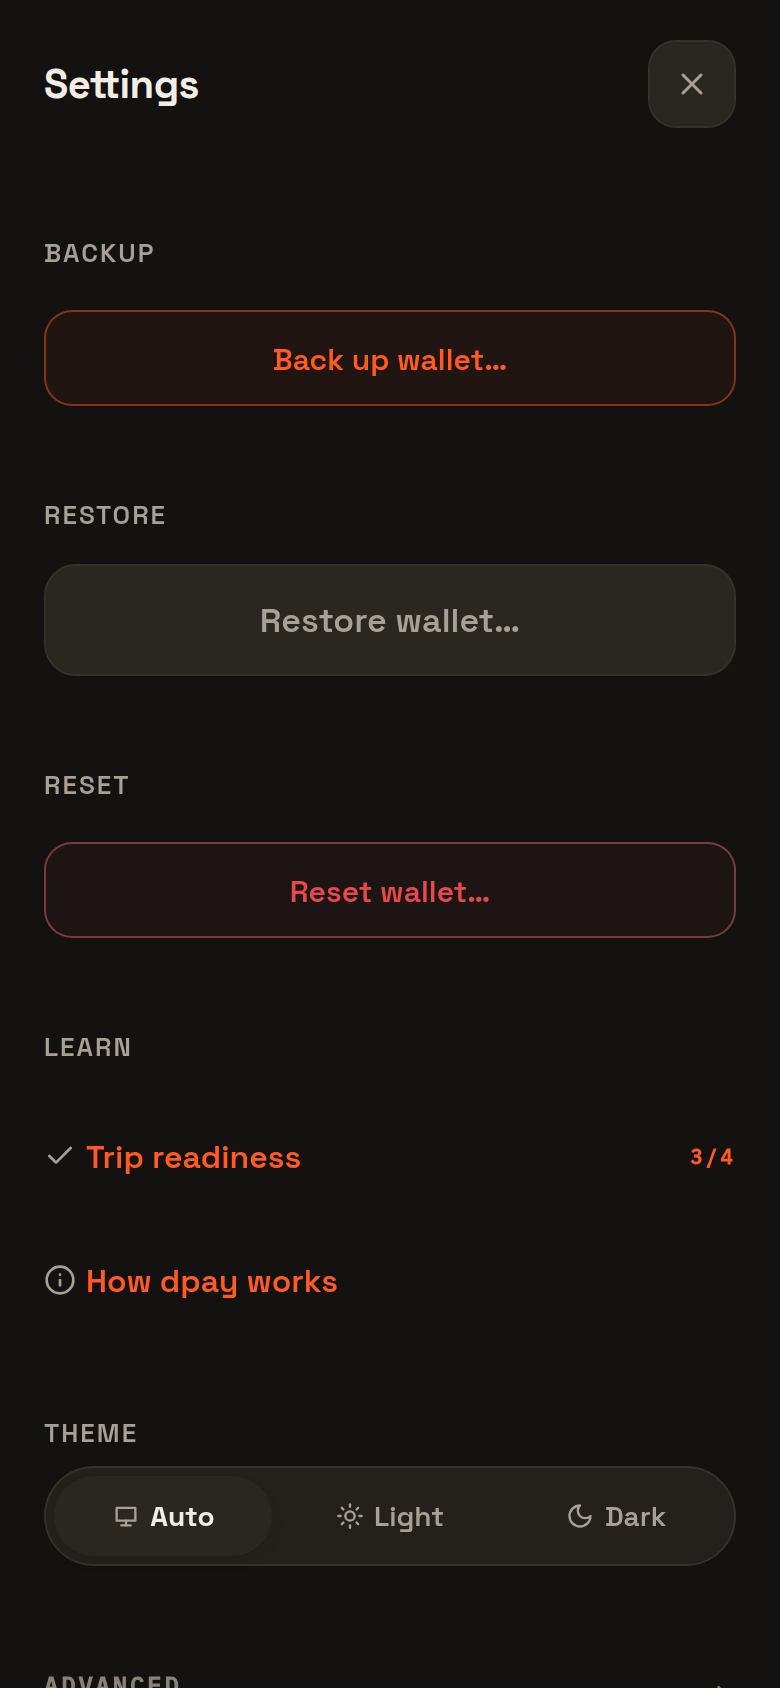 Settings
BACKUP
Back up wallet…
RESTORE
Restore wallet…
RESET
Reset wallet…
LEARN
Trip readiness 3/4
How dpay works
THEME
Auto Light Dark
ADVANCED